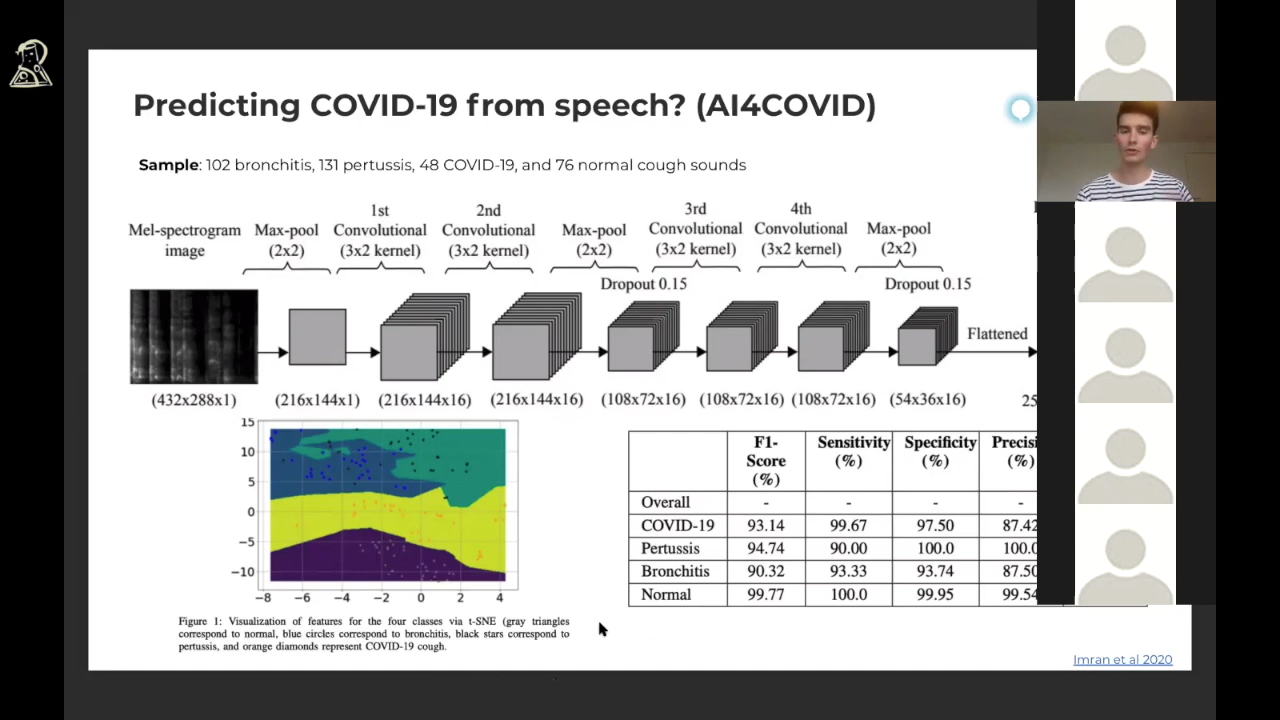 Predicting COVID-19 from speech? (AI4COVID)
Sample: 102 bronchitis, 131 pertussis, 48 COVID-19, and 76 normal cough sounds
Mel-spectrogram
image
Max-pool
(2x2)
1st
Convolutional
(3x2 kernel)
2nd
Convolutional
(3x2 kernel)
Max-pool
(2x2)
3rd
Convolutional
(3x2 kernel)
4th
Convolutional
(3x2 kernel)
Max-pool
(2x2)
Dropout 0.15
Dropout 0.15
Flattened
(432x288x1)
(216x144x1)
(216x144x16)
(216x144x16)
(108x72x16)
(108x72x16)
(108x72x16)
(54x36x16)
25
15
10
5
0
−5
−10
−8 −6 −4 −2 0 2 4
Figure 1: Visualization of features for the four classes via t-SNE (gray triangles
correspond to normal, blue circles correspond to bronchitis, black stars correspond to
pertussis, and orange diamonds represent COVID-19 cough.
F1-
Score
(%)
Sensitivity
(%)
Specificity
(%)
Precisi
(%)
Overall - - - -
COVID-19 93.14 99.67 97.50 87.42
Pertussis 94.74 90.00 100.0 100.0
Bronchitis 90.32 93.33 93.74 87.50
Normal 99.77 100.0 99.95 99.54
Imran et al 2020